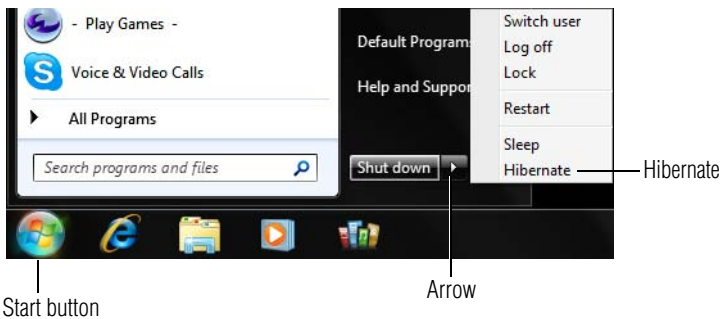 - Play Games -
Voice & Video Calls
All Programs
Search programs and files
Default Program
Help and Suppor
Shut down
Switch user
Log off
Lock
Restart
Sleep
Hibernate
Hibernate
Arrow
Start button